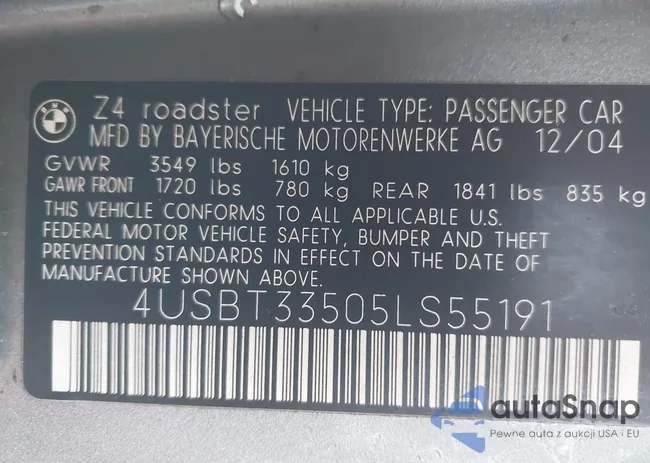 BMW
Z4 roadster VEHICLE TYPE: PASSENGER CAR
MFD BY BAYERISCHE MOTORENWERKE AG 12/04
GVWR 3549 lbs 1610 kg
GAWR FRONT 1720 lbs 780 kg REAR 1841 lbs 835 kg
THIS VEHICLE CONFORMS TO ALL APPLICABLE U.S.
FEDERAL MOTOR VEHICLE SAFETY, BUMPER AND THEFT
PREVENTION STANDARDS IN EFFECT ON THE DATE OF
MANUFACTURE SHOWN ABOVE.
4USBT33505LS55191
autaSnap
Pewne auta z aukcji USA i EU